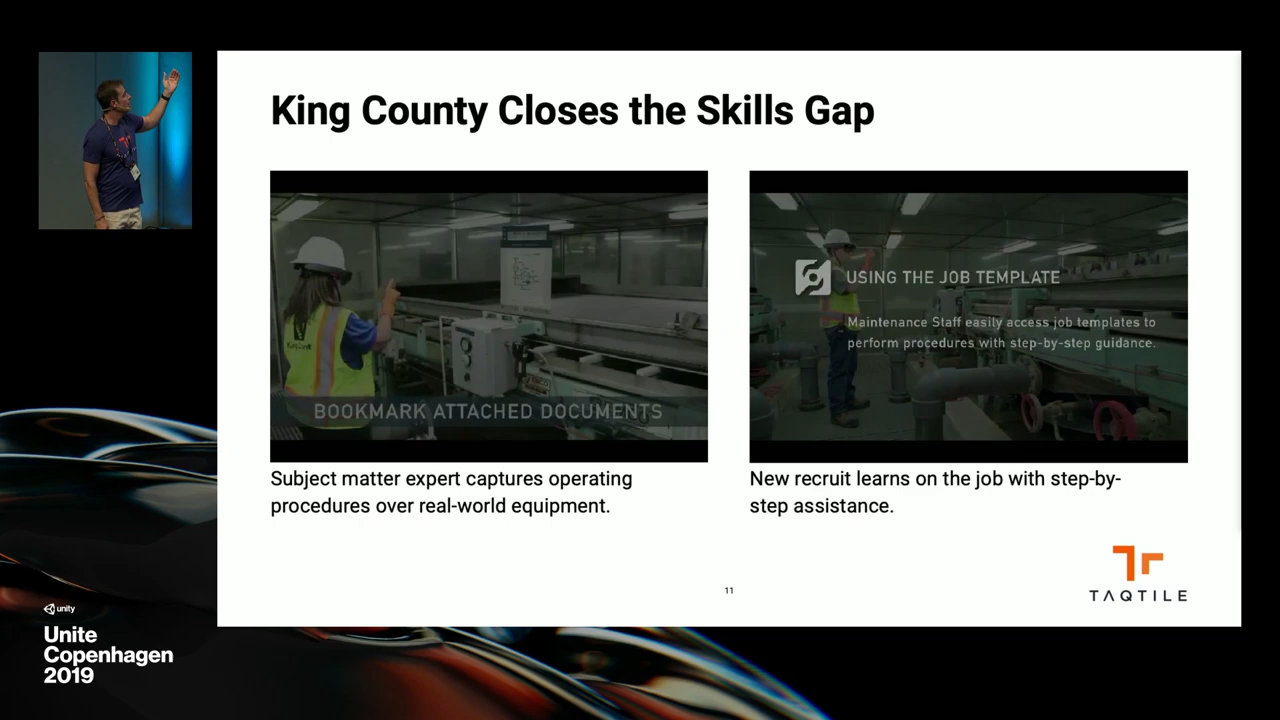 King County Closes the Skills Gap
BOOKMARK ATTACHED DOCUMENTS
USING THE JOB TEMPLATE
Maintenance Staff easily access job templates to
perform procedures with step-by-step guidance.
Subject matter expert captures operating
procedures over real-world equipment.
New recruit learns on the job with step-by-
step assistance.
11
TAQTILE
unity
Unite
Copenhagen
2019